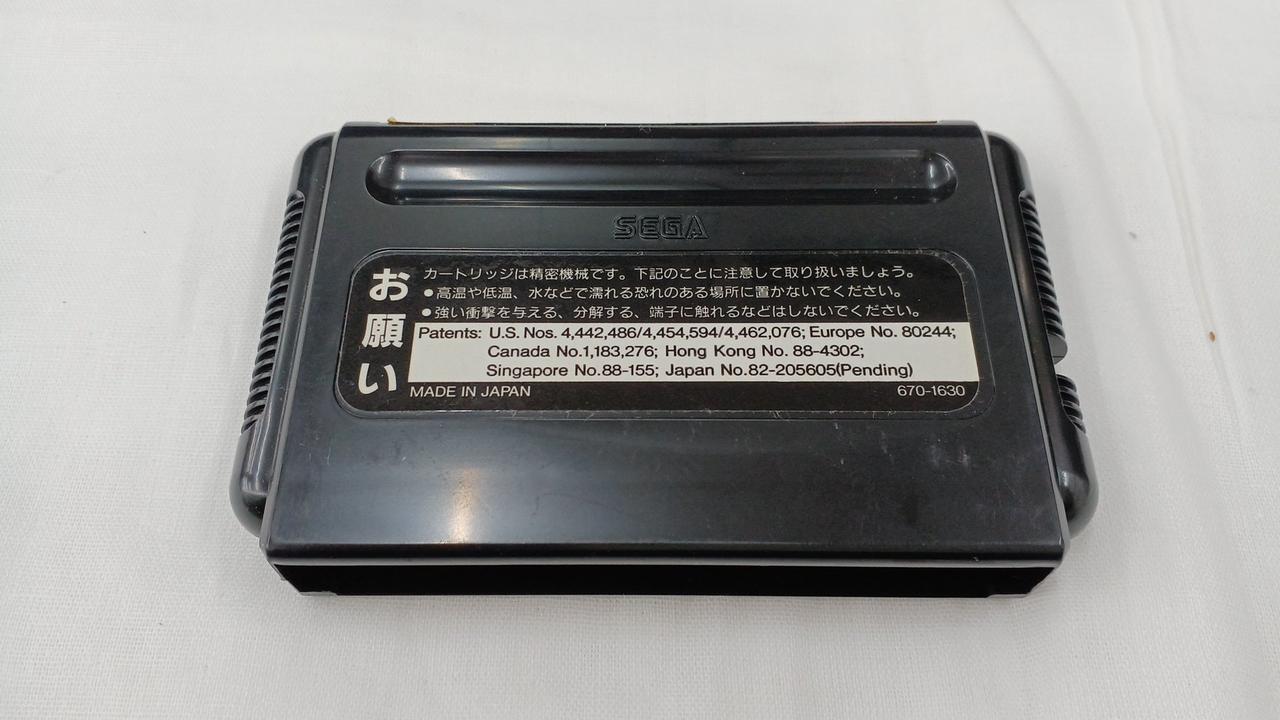 SEGA
お願い
カートリッジは精密機械です。下記のことに注意して取り扱いましょう。
●高温や低温、水などで濡れる恐れのある場所に置かないでください。
●強い衝撃を与える、分解する、端子に触れるなどはしないでください。
Patents: U.S. Nos. 4,442,486/4,454,594/4,462,076; Europe No. 80244;
Canada No.1,183,276; Hong Kong No. 88-4302;
Singapore No.88-155; Japan No.82-205605(Pending)
MADE IN JAPAN 670-1630